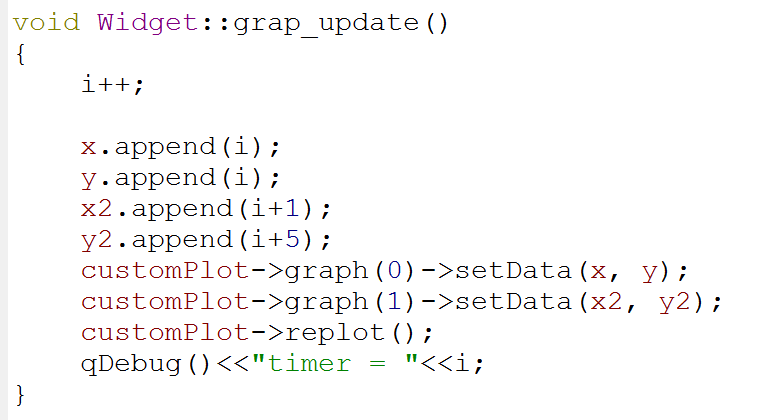 void Widget::grap_update()
{
    i++;

    x.append(i);
    y.append(i);
    x2.append(i+1);
    y2.append(i+5);
    customPlot->graph(0)->setData(x, y);
    customPlot->graph(1)->setData(x2, y2);
    customPlot->replot();
    qDebug()<<"timer = "<<i;
}